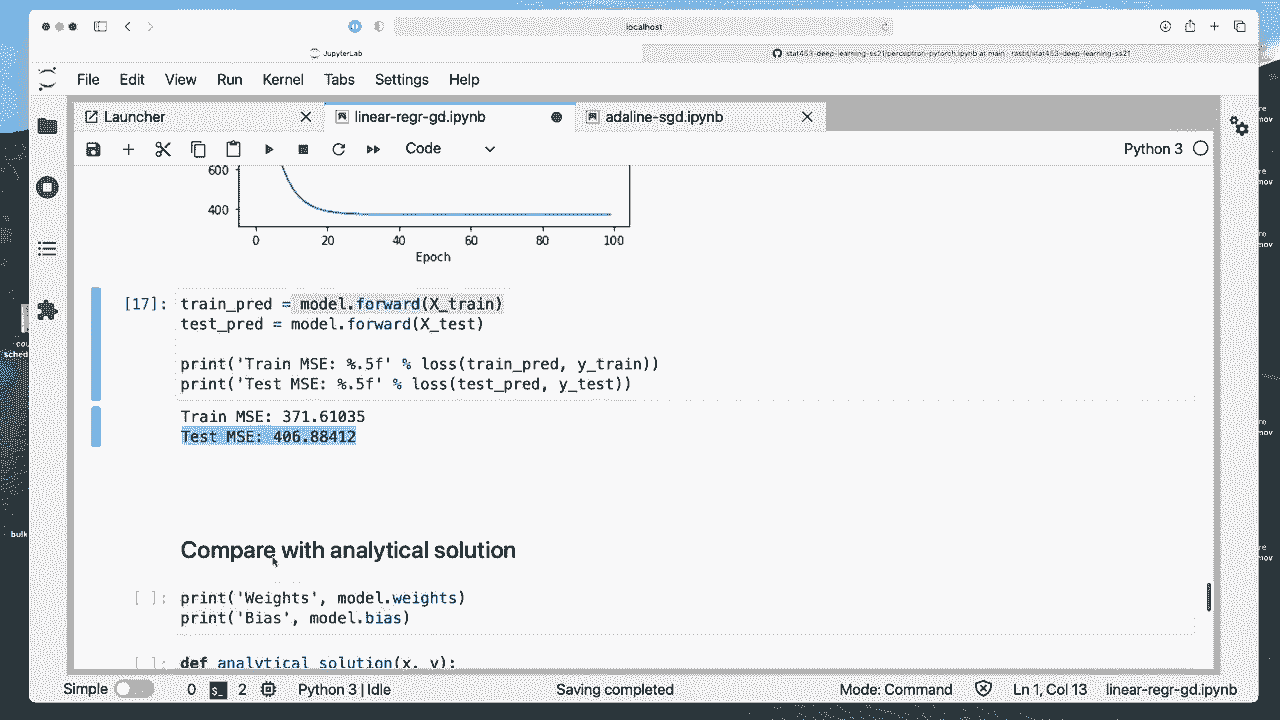 localhost
JupyterLab
stat453-deep-learning-ss21/perceptron-pytorch.ipynb at main · rasbt/stat453-deep-learning-ss21
File Edit View Run Kernel Tabs Settings Help
Launcher
linear-regr-gd.ipynb
adaline-sgd.ipynb
Code
Python 3
600
400
0 20 40 60 80 100
Epoch
[17]: train_pred = model.forward(X_train)
test_pred = model.forward(X_test)
print('Train MSE: %.5f' % loss(train_pred, y_train))
print('Test MSE: %.5f' % loss(test_pred, y_test))
Train MSE: 371.61035
Test MSE: 406.88412
Compare with analytical solution
[ ]: print('Weights', model.weights)
print('Bias', model.bias)
[ ]: def analytical_solution(x, y):
Simple 0 $_ 2 Python 3 | Idle Saving completed Mode: Command Ln 1, Col 13 linear-regr-gd.ipynb
sched
bulk